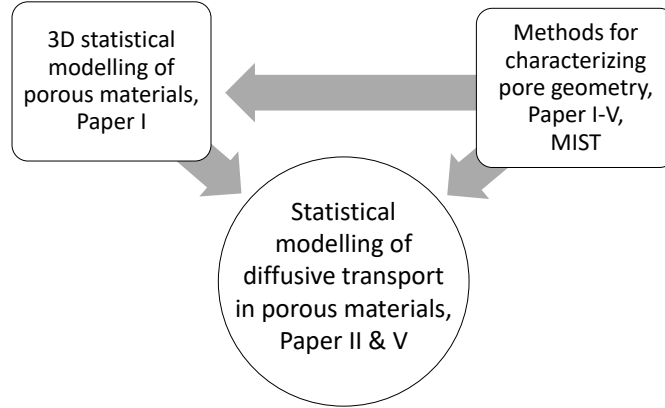 3D statistical
modelling of
porous materials,
Paper I
Methods for
characterizing
pore geometry,
Paper I-V,
MIST
Statistical
modelling of
diffusive transport
in porous materials,
Paper II & V